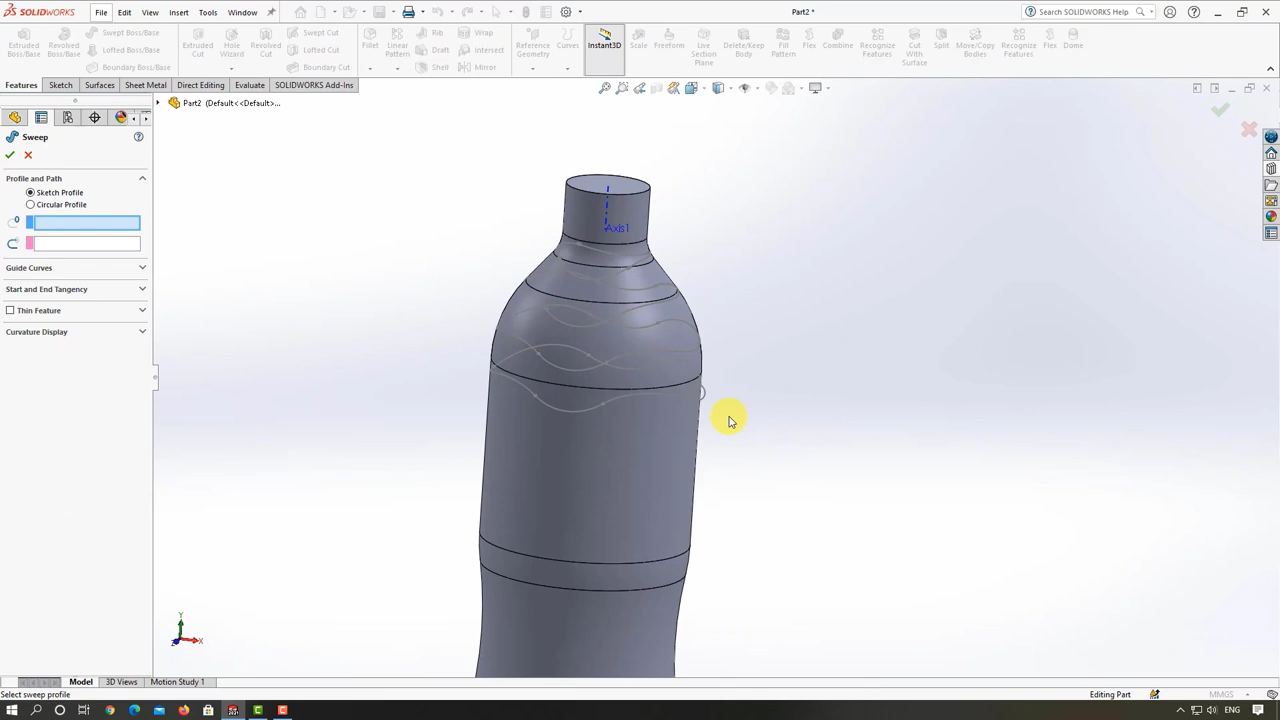 SOLIDWORKS File Edit View Insert Tools Window Part2 * Search SOLIDWORKS Help
Extruded Boss/Base
Revolved Boss/Base
Swept Boss/Base
Lofted Boss/Base
Boundary Boss/Base
Extruded Cut
Hole Wizard
Revolved Cut
Swept Cut
Lofted Cut
Boundary Cut
Fillet
Linear Pattern
Rib
Draft
Shell
Wrap
Intersect
Mirror
Reference Geometry
Curves
Instant3D
Scale
Freeform
Live Section Plane
Delete/Keep Body
Fill Pattern
Flex
Combine
Recognize Features
Cut With Surface
Split
Move/Copy Bodies
Recognize Features
Flex
Dome
Features Sketch Surfaces Sheet Metal Direct Editing Evaluate SOLIDWORKS Add-Ins
Part2 (Default<<Default>...
Sweep
Profile and Path
Sketch Profile
Circular Profile
Guide Curves
Start and End Tangency
Thin Feature
Curvature Display
Axis1
Y
X
Z
Model 3D Views Motion Study 1
Select sweep profile Editing Part MMGS
ENG